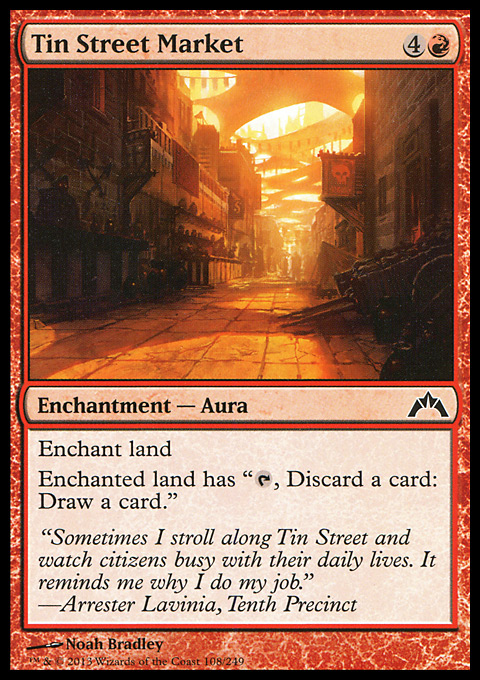 Tin Street Market 4
Enchantment — Aura
Enchant land
Enchanted land has “, Discard a card:
Draw a card.”
“Sometimes I stroll along Tin Street and
watch citizens busy with their daily lives. It
reminds me why I do my job.”
—Arrester Lavinia, Tenth Precinct
Noah Bradley
™ & © 2013 Wizards of the Coast 108/249